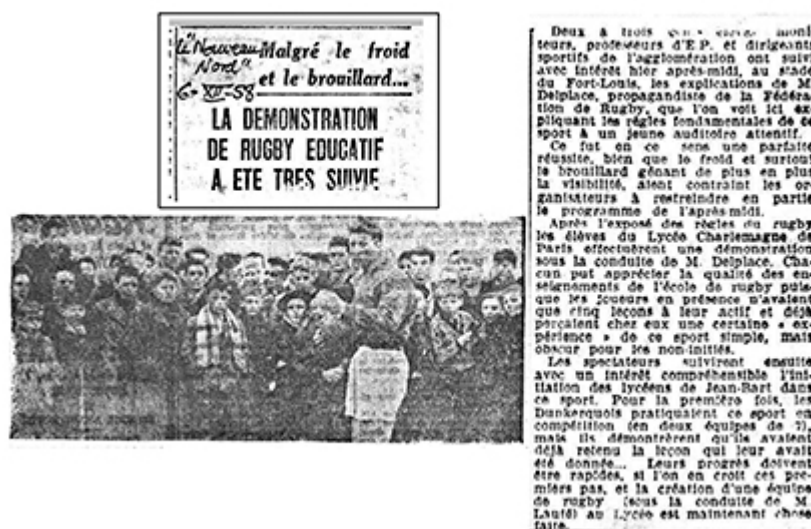 Le "Nouveau
Nord"
6-XII-58
Malgré le froid
et le brouillard...
LA DEMONSTRATION
DE RUGBY EDUCATIF
A ETE TRES SUIVIE
Deux à trois moni-
teurs, professeurs d'E.P. et dirigeants
sportifs de l'agglomération ont suivi
avec intérêt hier après-midi, au stade
du Fort-Louis, les explications de M.
Delplace, propagandiste de la Fédéra-
tion de Rugby, que l'on voit ici ex-
pliquant les règles fondamentales de ce
sport à un jeune auditoire attentif.
Ce fut en ce sens une parfaite
réussite, bien que le froid et surtout
le brouillard gênant de plus en plus
la visibilité, aient contraint les or-
ganisateurs à restreindre en partie
le programme de l'après-midi.
Après l'exposé des règles du rugby
les élèves du Lycée Charlemagne de
Paris effectuèrent une démonstration
sous la conduite de M. Delplace. Cha-
cun put apprécier la qualité des en-
seignements de l'école de rugby puis-
que les joueurs en présence n'avaient
que cinq leçons à leur actif et déjà
perçaient chez eux une certaine « ex-
périence » de ce sport simple, mais
obscur pour les non-initiés.
Les spectateurs suivirent ensuite
avec un intérêt compréhensible l'ini-
tiation des lycéens de Jean-Bart dans
ce sport. Pour la première fois, les
Dunkerquois pratiquaient ce sport en
compétition (en deux équipes de 7),
mais ils démontrèrent qu'ils avaient
déjà retenu la leçon qui leur avait
été donnée... Leurs progrès doivent
être rapides, si l'on en croit ces pre-
miers pas, et la création d'une équipe
de rugby (sous la conduite de M.
Lauté) au Lycée est maintenant chose
faite.